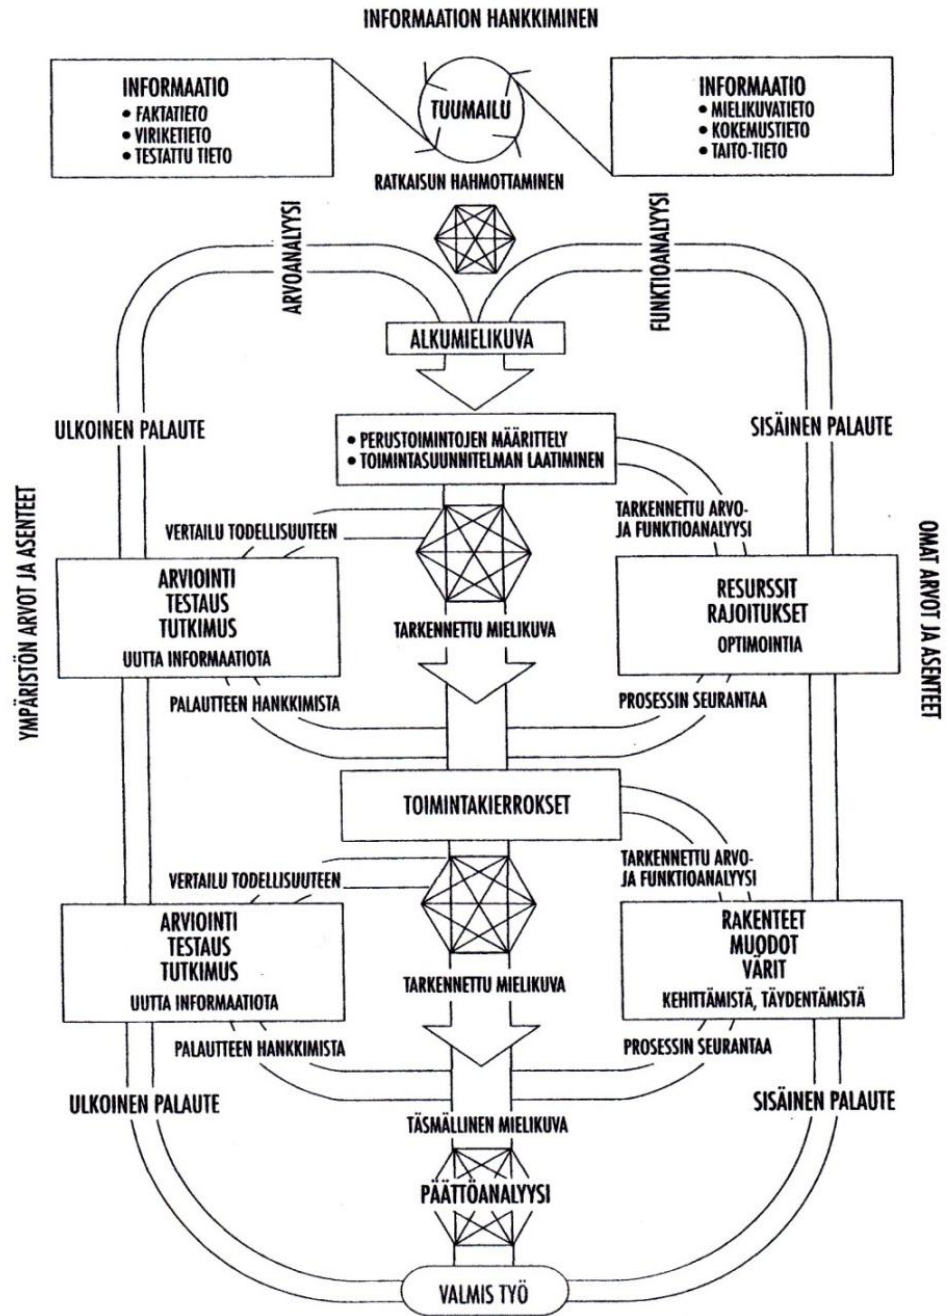 INFORMAATION HANKKIMINEN
INFORMAATIO
• FAKTATIETO
• VIRIKETIETO
• TESTATTU TIETO
TUUMAILU
INFORMAATIO
• MIELIKUVATIETO
• KOKEMUSTIETO
• TAITO-TIETO
RATKAISUN HAHMOTTAMINEN
ARVOANALYYSI
FUNKTIOANALYYSI
ALKUMIELIKUVA
ULKOINEN PALAUTE
SISÄINEN PALAUTE
• PERUSTOIMINTOJEN MÄÄRITTELY
• TOIMINTASUUNNITELMAN LAATIMINEN
YMPÄRISTÖN ARVOT JA ASENTEET
OMAT ARVOT JA ASENTEET
VERTAILU TODELLISUUTEEN
TARKENNETTU ARVO-
JA FUNKTIOANALYYSI
ARVIOINTI
TESTAUS
TUTKIMUS
UUTTA INFORMAATIOTA
TARKENNETTU MIELIKUVA
RESURSSIT
RAJOITUKSET
OPTIMOINTIA
PALAUTTEEN HANKKIMISTA
PROSESSIN SEURANTAA
TOIMINTAKIERROKSET
VERTAILU TODELLISUUTEEN
TARKENNETTU ARVO-
JA FUNKTIOANALYYSI
ARVIOINTI
TESTAUS
TUTKIMUS
UUTTA INFORMAATIOTA
TARKENNETTU MIELIKUVA
RAKENTEET
MUODOT
VÄRIT
KEHITTÄMISTÄ, TÄYDENTÄMISTÄ
PALAUTTEEN HANKKIMISTA
PROSESSIN SEURANTAA
ULKOINEN PALAUTE
SISÄINEN PALAUTE
TÄSMÄLLINEN MIELIKUVA
PÄÄTTÖANALYYSI
VALMIS TYÖ